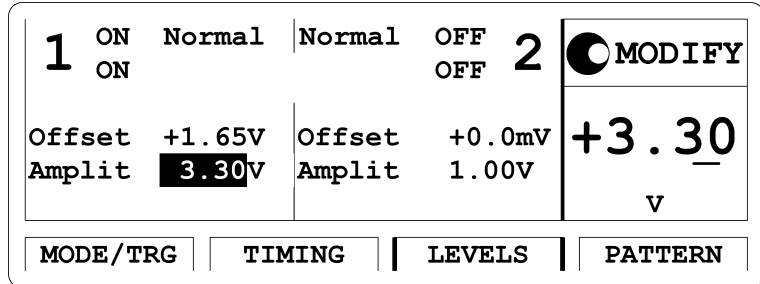 1 ON Normal Normal OFF 2 MODIFY
ON OFF
Offset +1.65V Offset +0.0mV +3.30
Amplit 3.30V Amplit 1.00V
V
MODE/TRG TIMING LEVELS PATTERN